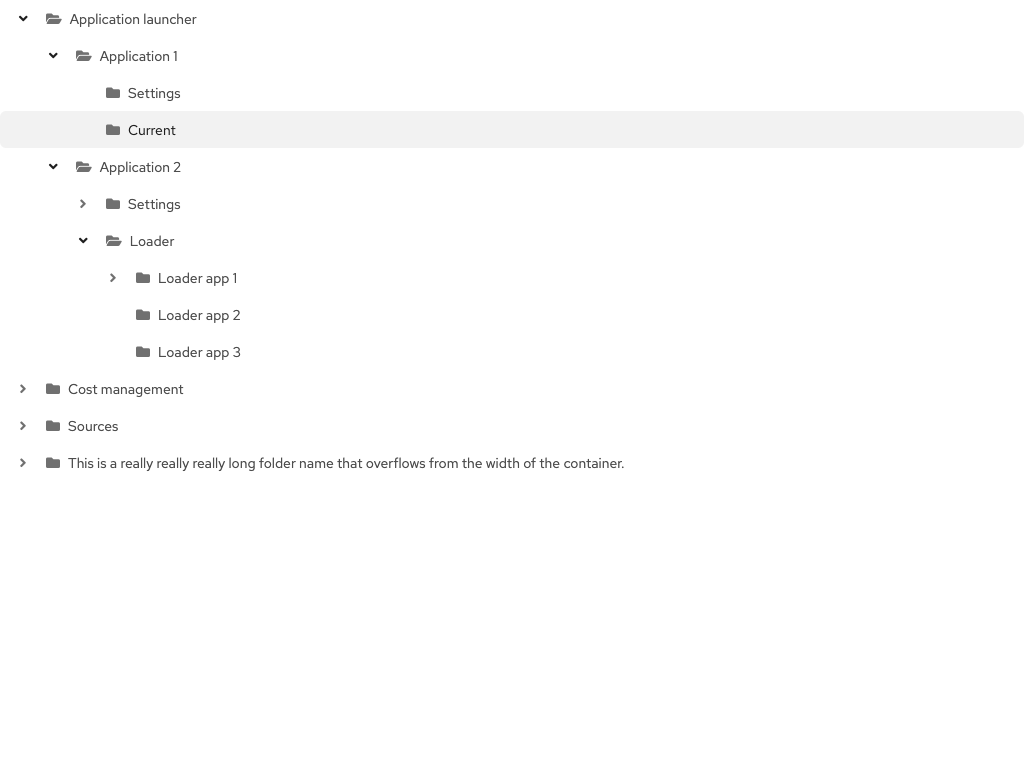 Application launcher
Application 1
Settings
Current
Application 2
Settings
Loader
Loader app 1
Loader app 2
Loader app 3
Cost management
Sources
This is a really really really long folder name that overflows from the width of the container.